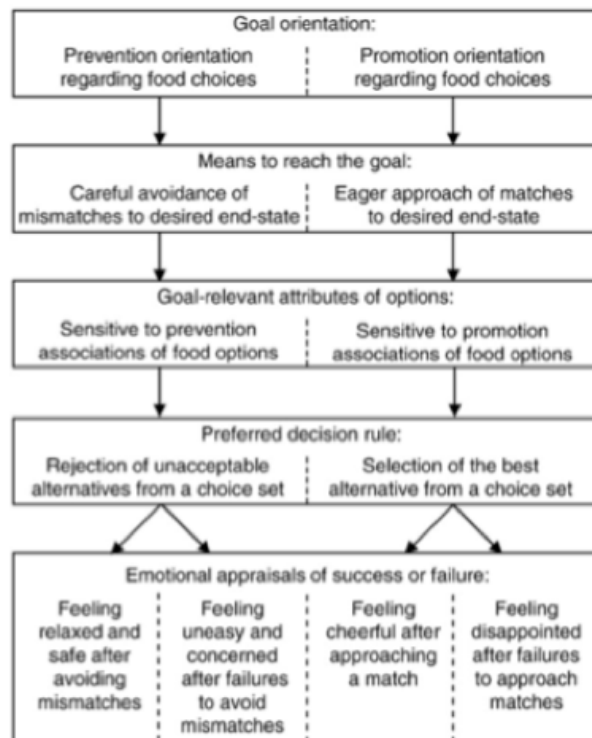 Goal orientation:
Prevention orientation
regarding food choices
Promotion orientation
regarding food choices
Means to reach the goal:
Careful avoidance of
mismatches to desired end-state
Eager approach of matches
to desired end-state
Goal-relevant attributes of options:
Sensitive to prevention
associations of food options
Sensitive to promotion
associations of food options
Preferred decision rule:
Rejection of unacceptable
alternatives from a choice set
Selection of the best
alternative from a choice set
Emotional appraisals of success or failure:
Feeling
relaxed and
safe after
avoiding
mismatches
Feeling
uneasy and
concerned
after failures
to avoid
mismatches
Feeling
cheerful after
approaching
a match
Feeling
disappointed
after failures
to approach
matches